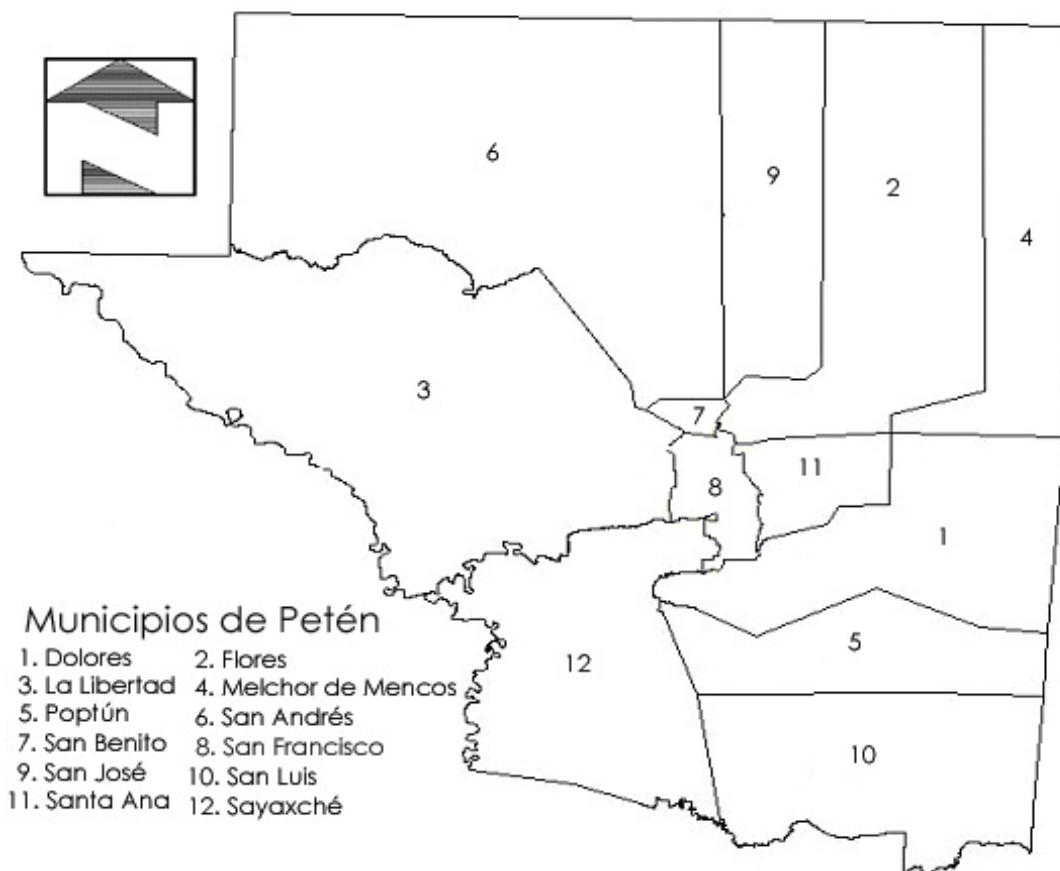 6
9
2
4
3
7
11
8
1
12
5
10
Municipios de Petén
1. Dolores 2. Flores
3. La Libertad 4. Melchor de Mencos
5. Poptún 6. San Andrés
7. San Benito 8. San Francisco
9. San José 10. San Luis
11. Santa Ana 12. Sayaxché